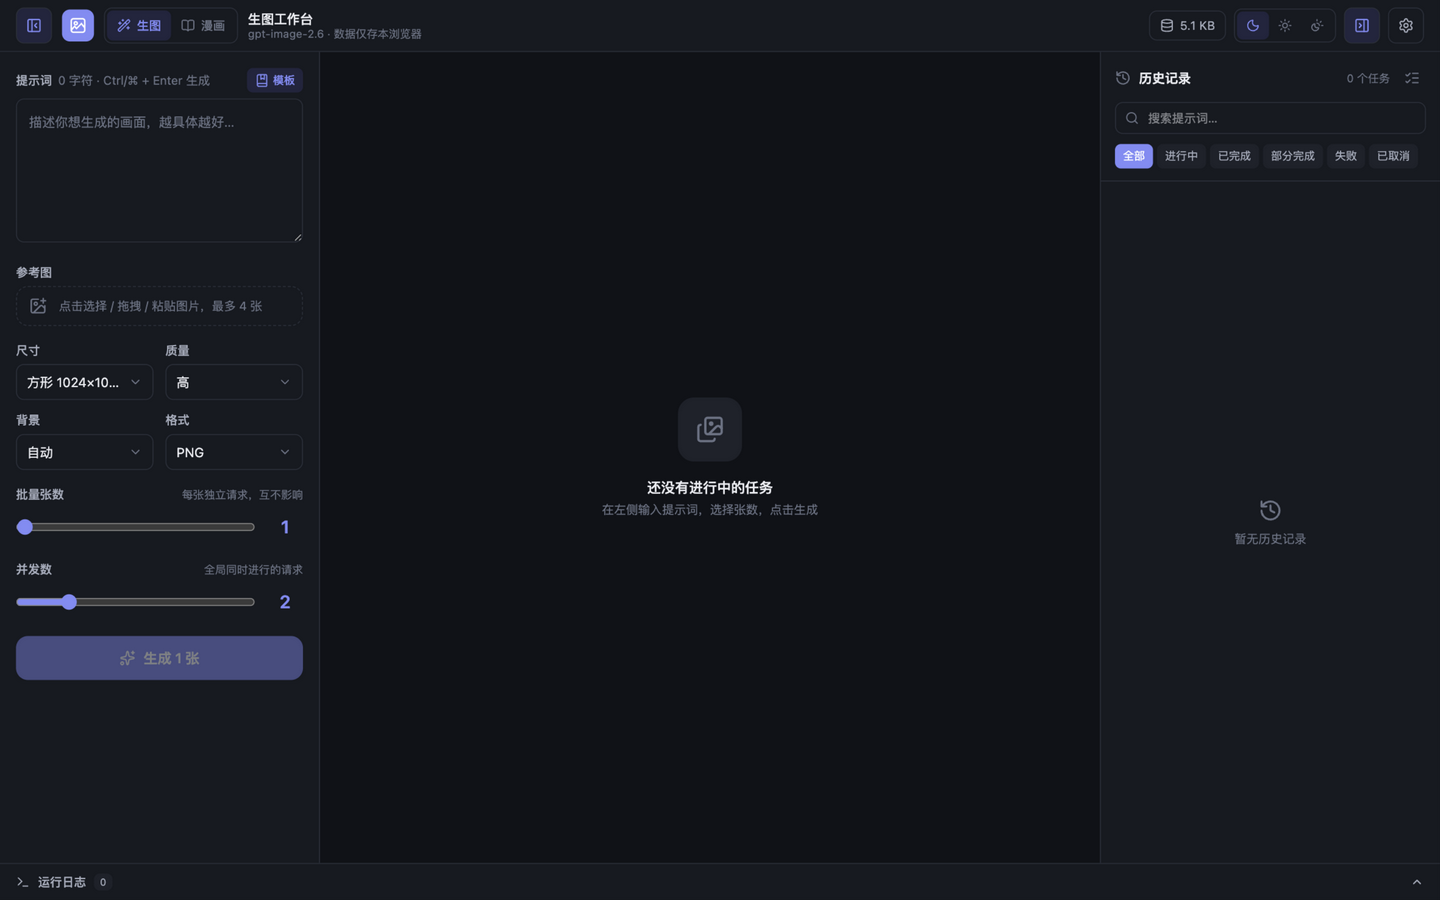 生图
漫画
生图工作台
gpt-image-2.6 · 数据仅存本浏览器
5.1 KB
提示词 0 字符 · Ctrl/⌘ + Enter 生成
模板
描述你想生成的画面，越具体越好...
参考图
点击选择 / 拖拽 / 粘贴图片，最多 4 张
尺寸
质量
方形 1024×10...
高
背景
格式
自动
PNG
批量张数
每张独立请求，互不影响
1
并发数
全局同时进行的请求
2
生成 1 张
还没有进行中的任务
在左侧输入提示词，选择张数，点击生成
历史记录
0 个任务
搜索提示词...
全部
进行中
已完成
部分完成
失败
已取消
暂无历史记录
运行日志 0